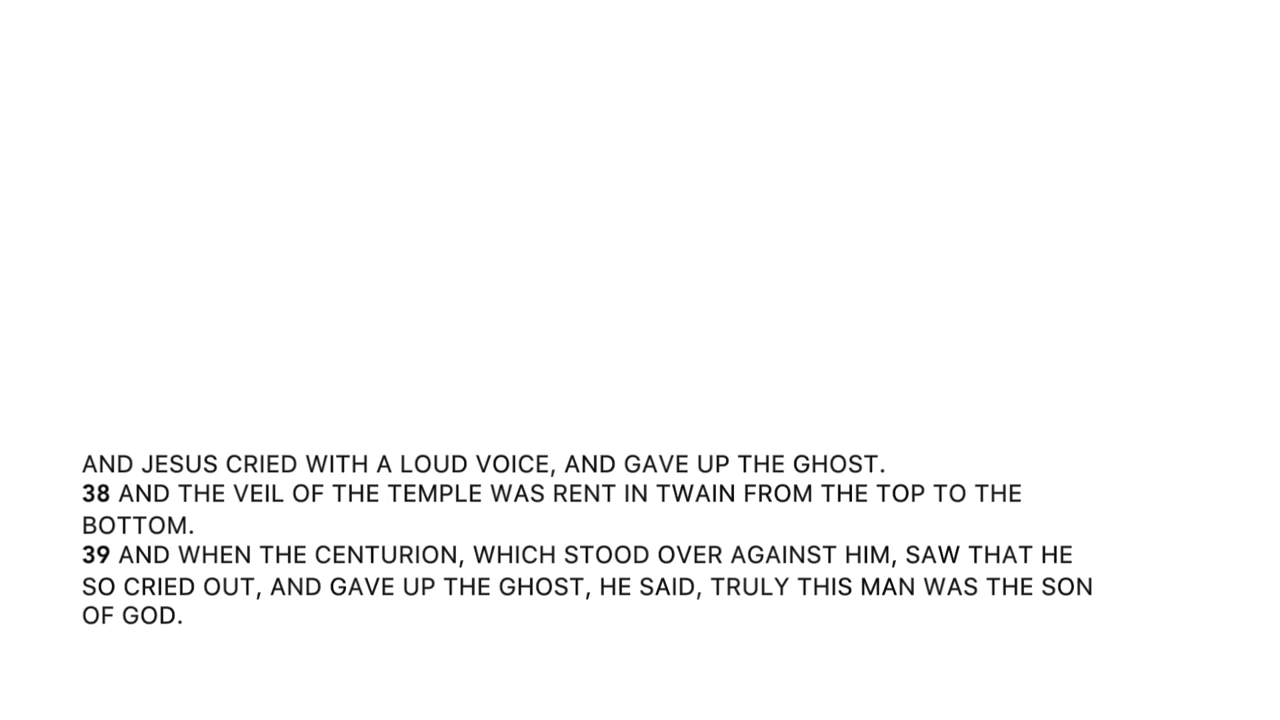 AND JESUS CRIED WITH A LOUD VOICE, AND GAVE UP THE GHOST.
38 AND THE VEIL OF THE TEMPLE WAS RENT IN TWAIN FROM THE TOP TO THE
BOTTOM.
39 AND WHEN THE CENTURION, WHICH STOOD OVER AGAINST HIM, SAW THAT HE
SO CRIED OUT, AND GAVE UP THE GHOST, HE SAID, TRULY THIS MAN WAS THE SON
OF GOD.